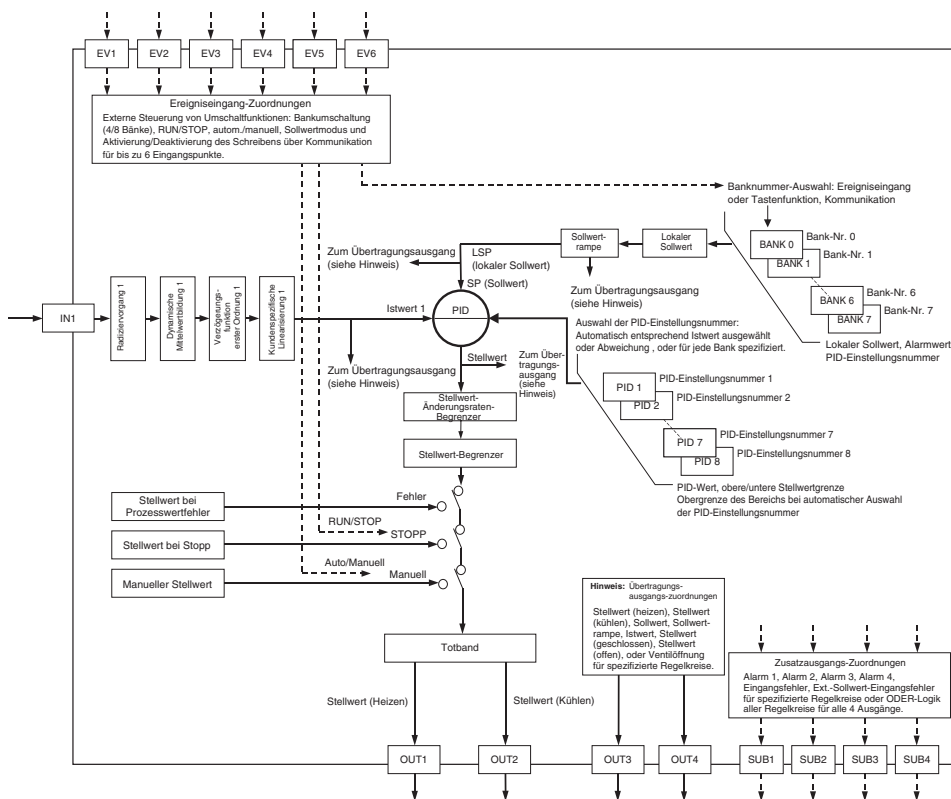 EV1
EV2
EV3
EV4
EV5
EV6
Ereigniseingang-Zuordnungen
Externe Steuerung von Umschaltfunktionen: Bankumschaltung
(4/8 Bänke), RUN/STOP, autom./manuell, Sollwertmodus und
Aktivierung/Deaktivierung des Schreibens über Kommunikation
für bis zu 6 Eingangspunkte.
Banknummer-Auswahl: Ereigniseingang
oder Tastenfunktion, Kommunikation
BANK 0
Bank-Nr. 0
BANK 1
Bank-Nr. 1
BANK 6
Bank-Nr. 6
BANK 7
Bank-Nr. 7
Lokaler Sollwert, Alarmwert
PID-Einstellungsnummer
Lokaler
Sollwert
Sollwert-
rampe
Zum Übertragungsausgang
(siehe Hinweis)
LSP
(lokaler Sollwert)
SP (Sollwert)
Zum Übertragungsausgang
(siehe Hinweis)
IN1
Radiziervorgang 1
Dynamische
Mittelwertbildung 1
Verzögerungs-
funktion
erster Ordnung 1
Kundenspezifische
Linearisierung 1
Istwert 1
PID
Zum Übertragungsausgang
(siehe Hinweis)
Stellwert
Zum Über-
tragungs-
ausgang
(siehe
Hinweis)
Auswahl der PID-Einstellungsnummer:
Automatisch entsprechend Istwert ausgewählt
oder Abweichung , oder für jede Bank spezifiziert.
PID 1
PID-Einstellungsnummer 1
PID 2
PID-Einstellungsnummer 2
PID 7
PID-Einstellungsnummer 7
PID 8
PID-Einstellungsnummer 8
PID-Wert, obere/untere Stellwertgrenze
Obergrenze des Bereichs bei automatischer Auswahl
der PID-Einstellungsnummer
Stellwert-
Änderungsraten-
Begrenzer
Stellwert-Begrenzer
Stellwert bei
Prozesswertfehler
Fehler
RUN/STOP
Stellwert bei Stopp
STOPP
Auto/Manuell
Manueller Stellwert
Manuell
Totband
Stellwert (Heizen)
Stellwert (Kühlen)
Hinweis: Übertragungs-
ausgangs-zuordnungen
Stellwert (heizen), Stellwert
(kühlen), Sollwert, Sollwert-
rampe, Istwert, Stellwert
(geschlossen), Stellwert
(offen), oder Ventilöffnung
für spezifizierte Regelkreise.
Zusatzausgangs-Zuordnungen
Alarm 1, Alarm 2, Alarm 3, Alarm 4,
Eingangsfehler, Ext.-Sollwert-Eingangsfehler
für spezifizierte Regelkreise oder ODER-Logik
aller Regelkreise für alle 4 Ausgänge.
OUT1
OUT2
OUT3
OUT4
SUB1
SUB2
SUB3
SUB4